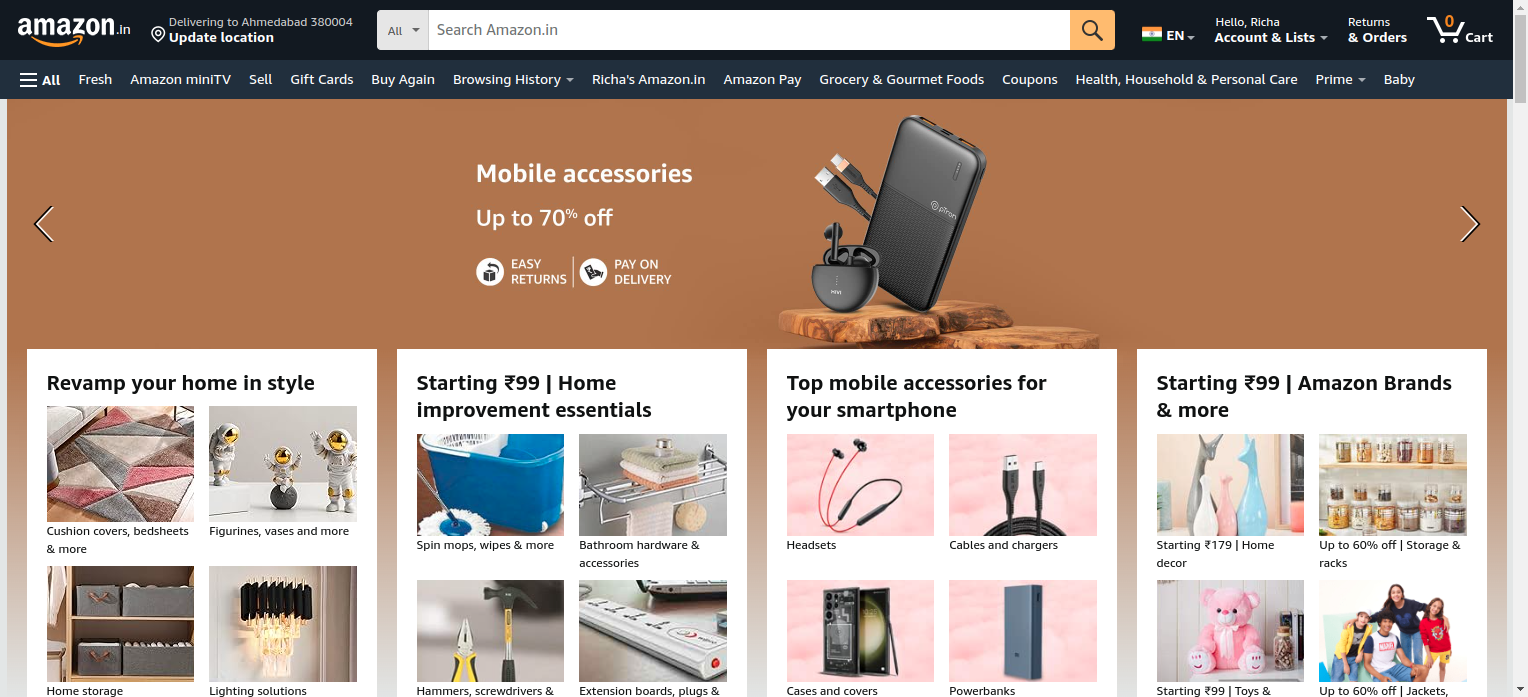 amazon.in
Delivering to Ahmedabad 380004
Update location
All
Search Amazon.in
EN
Hello, Richa
Account & Lists
Returns
& Orders
0
Cart
All
Fresh
Amazon miniTV
Sell
Gift Cards
Buy Again
Browsing History
Richa's Amazon.in
Amazon Pay
Grocery & Gourmet Foods
Coupons
Health, Household & Personal Care
Prime
Baby
Mobile accessories
Up to 70% off
EASY
RETURNS
PAY ON
DELIVERY
pTron
MIVI
Revamp your home in style
Cushion covers, bedsheets
& more
Figurines, vases and more
Home storage
Lighting solutions
Starting ₹99 | Home
improvement essentials
Spin mops, wipes & more
Bathroom hardware &
accessories
Hammers, screwdrivers &
Extension boards, plugs &
Top mobile accessories for
your smartphone
Headsets
Cables and chargers
Cases and covers
Powerbanks
Starting ₹99 | Amazon Brands
& more
Starting ₹179 | Home
decor
Up to 60% off | Storage &
racks
Starting ₹99 | Toys &
Up to 60% off | Jackets,